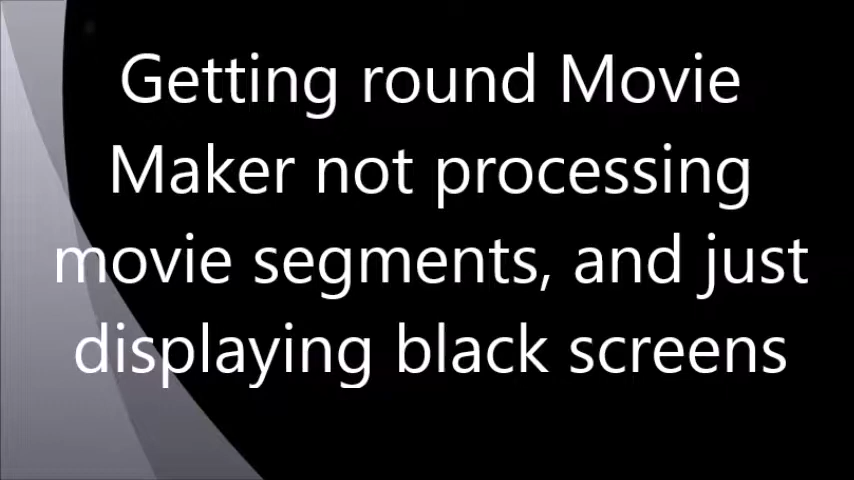 Getting round Movie
Maker not processing
movie segments, and just
displaying black screens